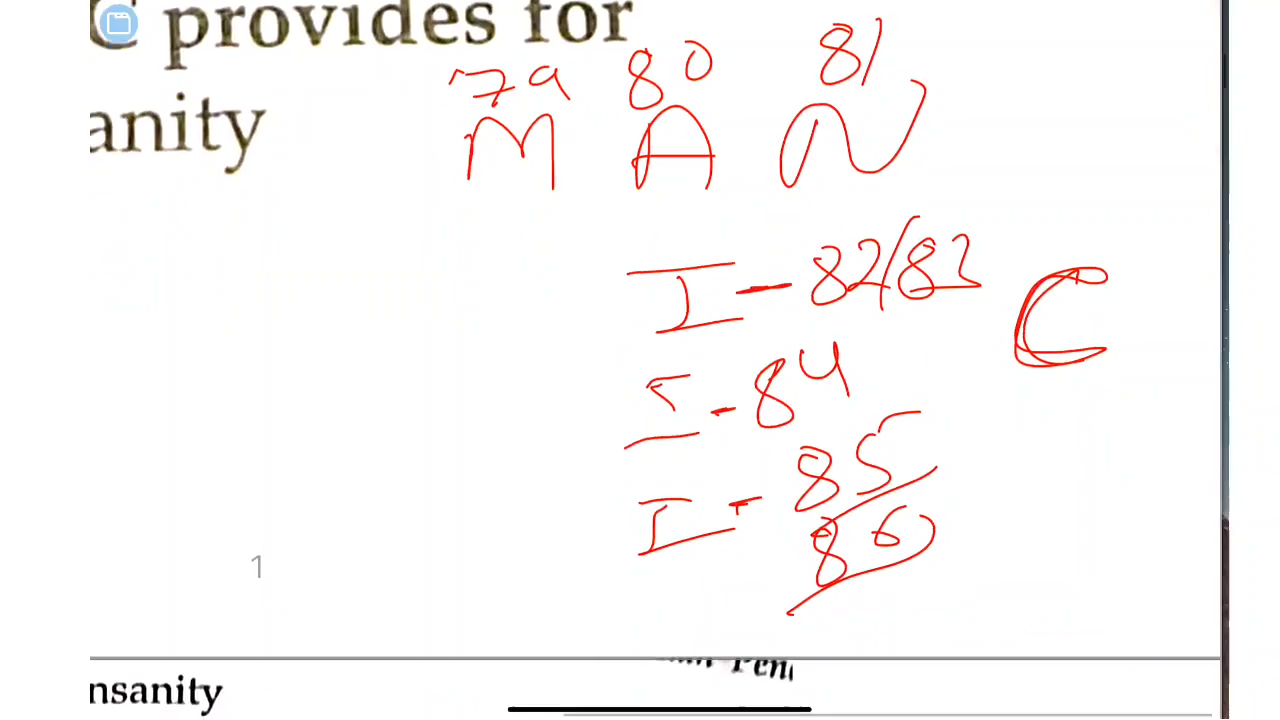 C provides for
anity
79 80 81
M A N
I - 82/83
I - 84
I - 85
86
C
1
nsanity